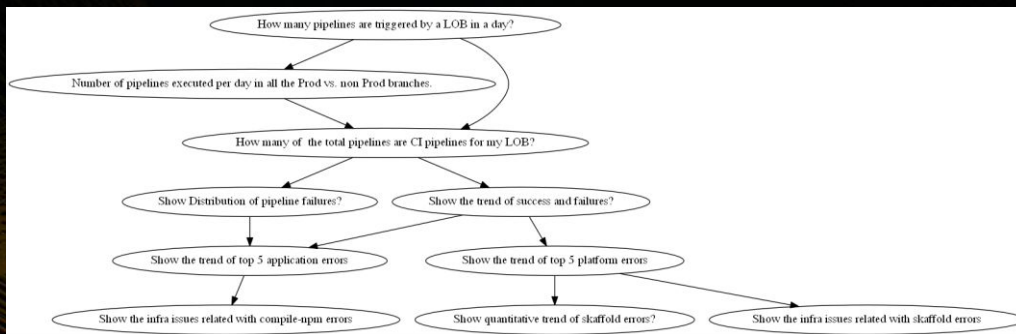 How many pipelines are triggered by a LOB in a day?
Number of pipelines executed per day in all the Prod vs. non Prod branches.
How many of the total pipelines are CI pipelines for my LOB?
Show Distribution of pipeline failures?
Show the trend of success and failures?
Show the trend of top 5 application errors
Show the trend of top 5 platform errors
Show the infra issues related with compile-npm errors
Show quantitative trend of skaffold errors?
Show the infra issues related with skaffold errors